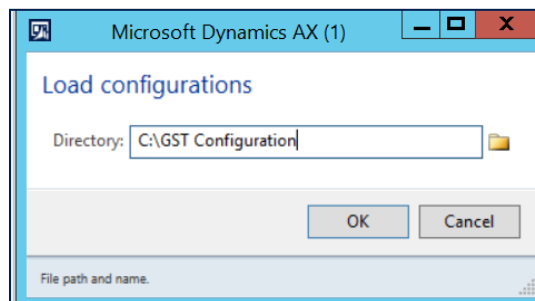 Microsoft Dynamics AX (1)
Load configurations
Directory: C:\GST Configuration
OK Cancel
File path and name.